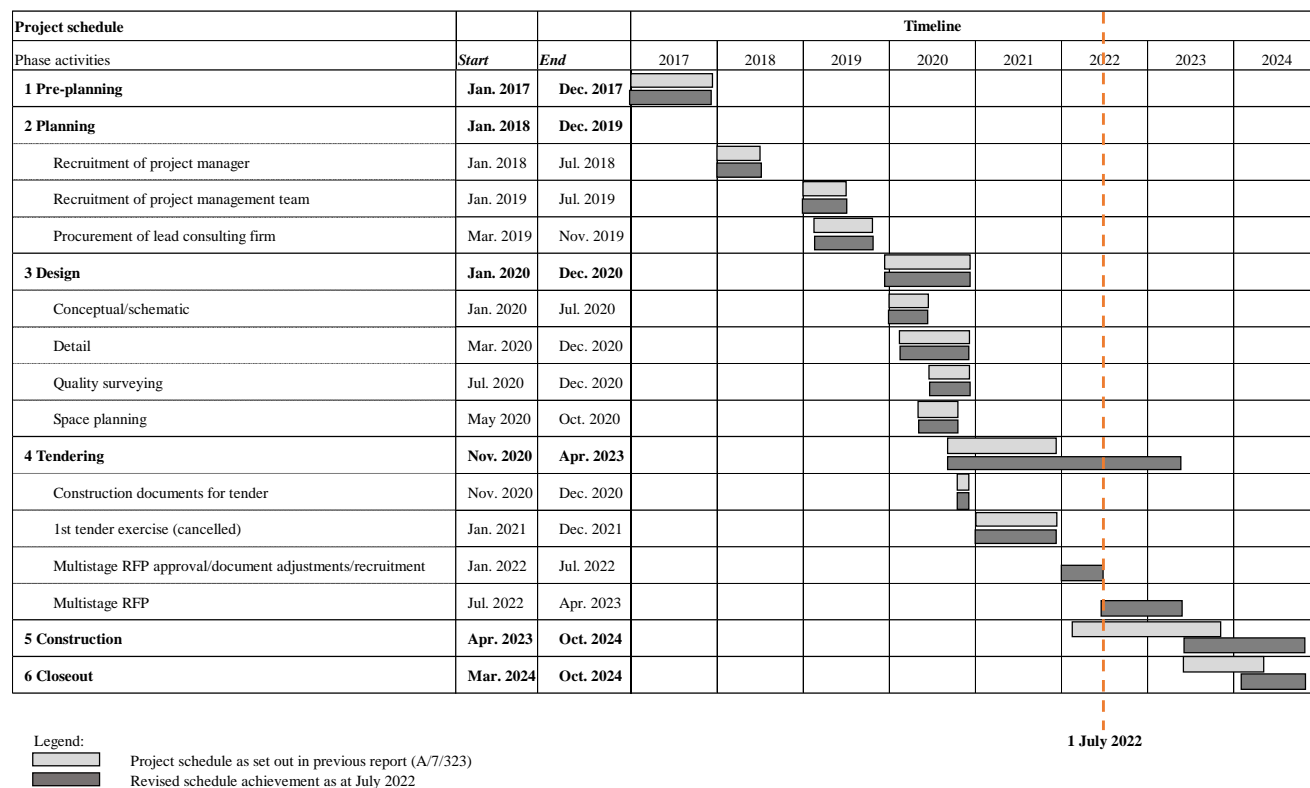 Project schedule Timeline
Phase activities Start End 2017 2018 2019 2020 2021 2022 2023 2024
1 Pre-planning Jan. 2017 Dec. 2017
2 Planning Jan. 2018 Dec. 2019
Recruitment of project manager Jan. 2018 Jul. 2018
Recruitment of project management team Jan. 2019 Jul. 2019
Procurement of lead consulting firm Mar. 2019 Nov. 2019
3 Design Jan. 2020 Dec. 2020
Conceptual/schematic Jan. 2020 Jul. 2020
Detail Mar. 2020 Dec. 2020
Quality surveying Jul. 2020 Dec. 2020
Space planning May 2020 Oct. 2020
4 Tendering Nov. 2020 Apr. 2023
Construction documents for tender Nov. 2020 Dec. 2020
1st tender exercise (cancelled) Jan. 2021 Dec. 2021
Multistage RFP approval/document adjustments/recruitment Jan. 2022 Jul. 2022
Multistage RFP Jul. 2022 Apr. 2023
5 Construction Apr. 2023 Oct. 2024
6 Closeout Mar. 2024 Oct. 2024
1 July 2022
Legend:
Project schedule as set out in previous report (A/7/323)
Revised schedule achievement as at July 2022